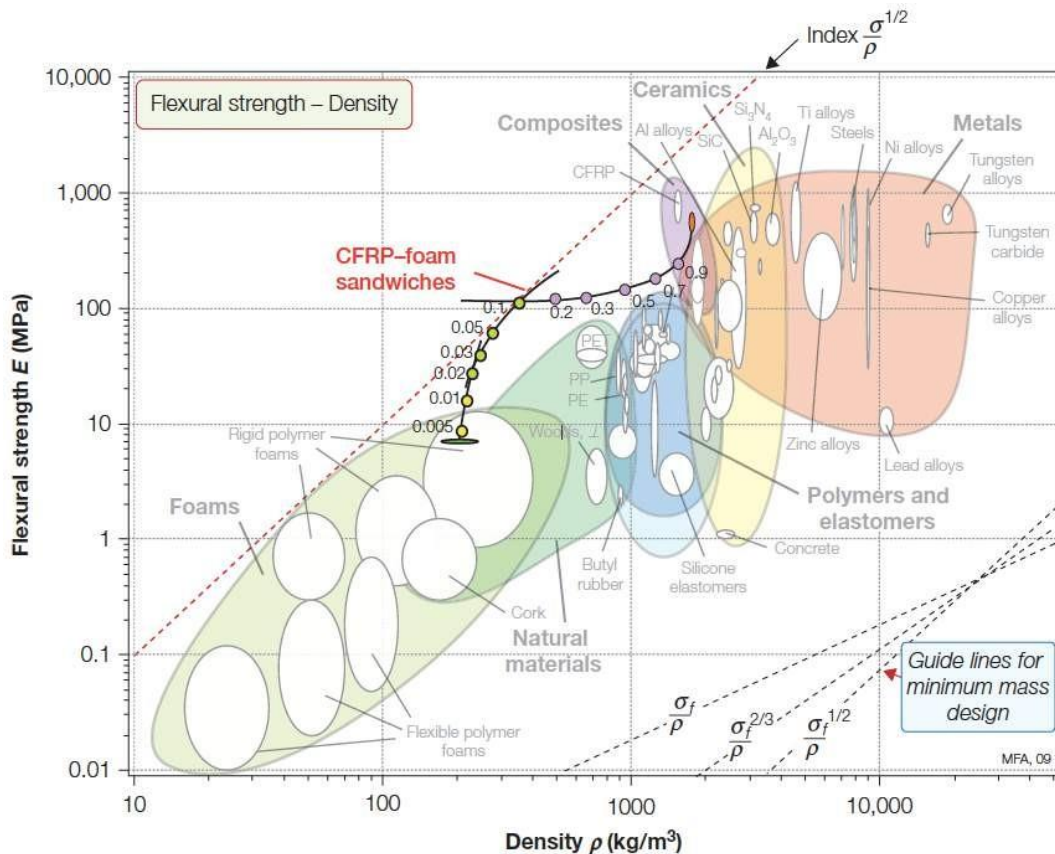 Index σ^1/2/ρ
10,000
1,000
100
10
1
0.1
0.01
Flexural strength E (MPa)
Flexural strength – Density
Composites
Ceramics
Metals
Al alloys
CFRP
SiC
Si3N4
Al2O3
Ti alloys
Steels
Ni alloys
Tungsten
alloys
Tungsten
carbide
Copper
alloys
Zinc alloys
Lead alloys
CFRP–foam
sandwiches
0.005
0.01
0.02
0.03
0.05
0.1
0.2
0.3
0.5
0.7
0.9
PET
PP
PE
Woods, ⊥
Rigid polymer
foams
Foams
Polymers and
elastomers
Butyl
rubber
Silicone
elastomers
Concrete
Cork
Natural
materials
Flexible polymer
foams
σf/ρ
σf^2/3/ρ
σf^1/2/ρ
Guide lines for
minimum mass
design
MFA, 09
10
100
1000
10,000
Density ρ (kg/m³)